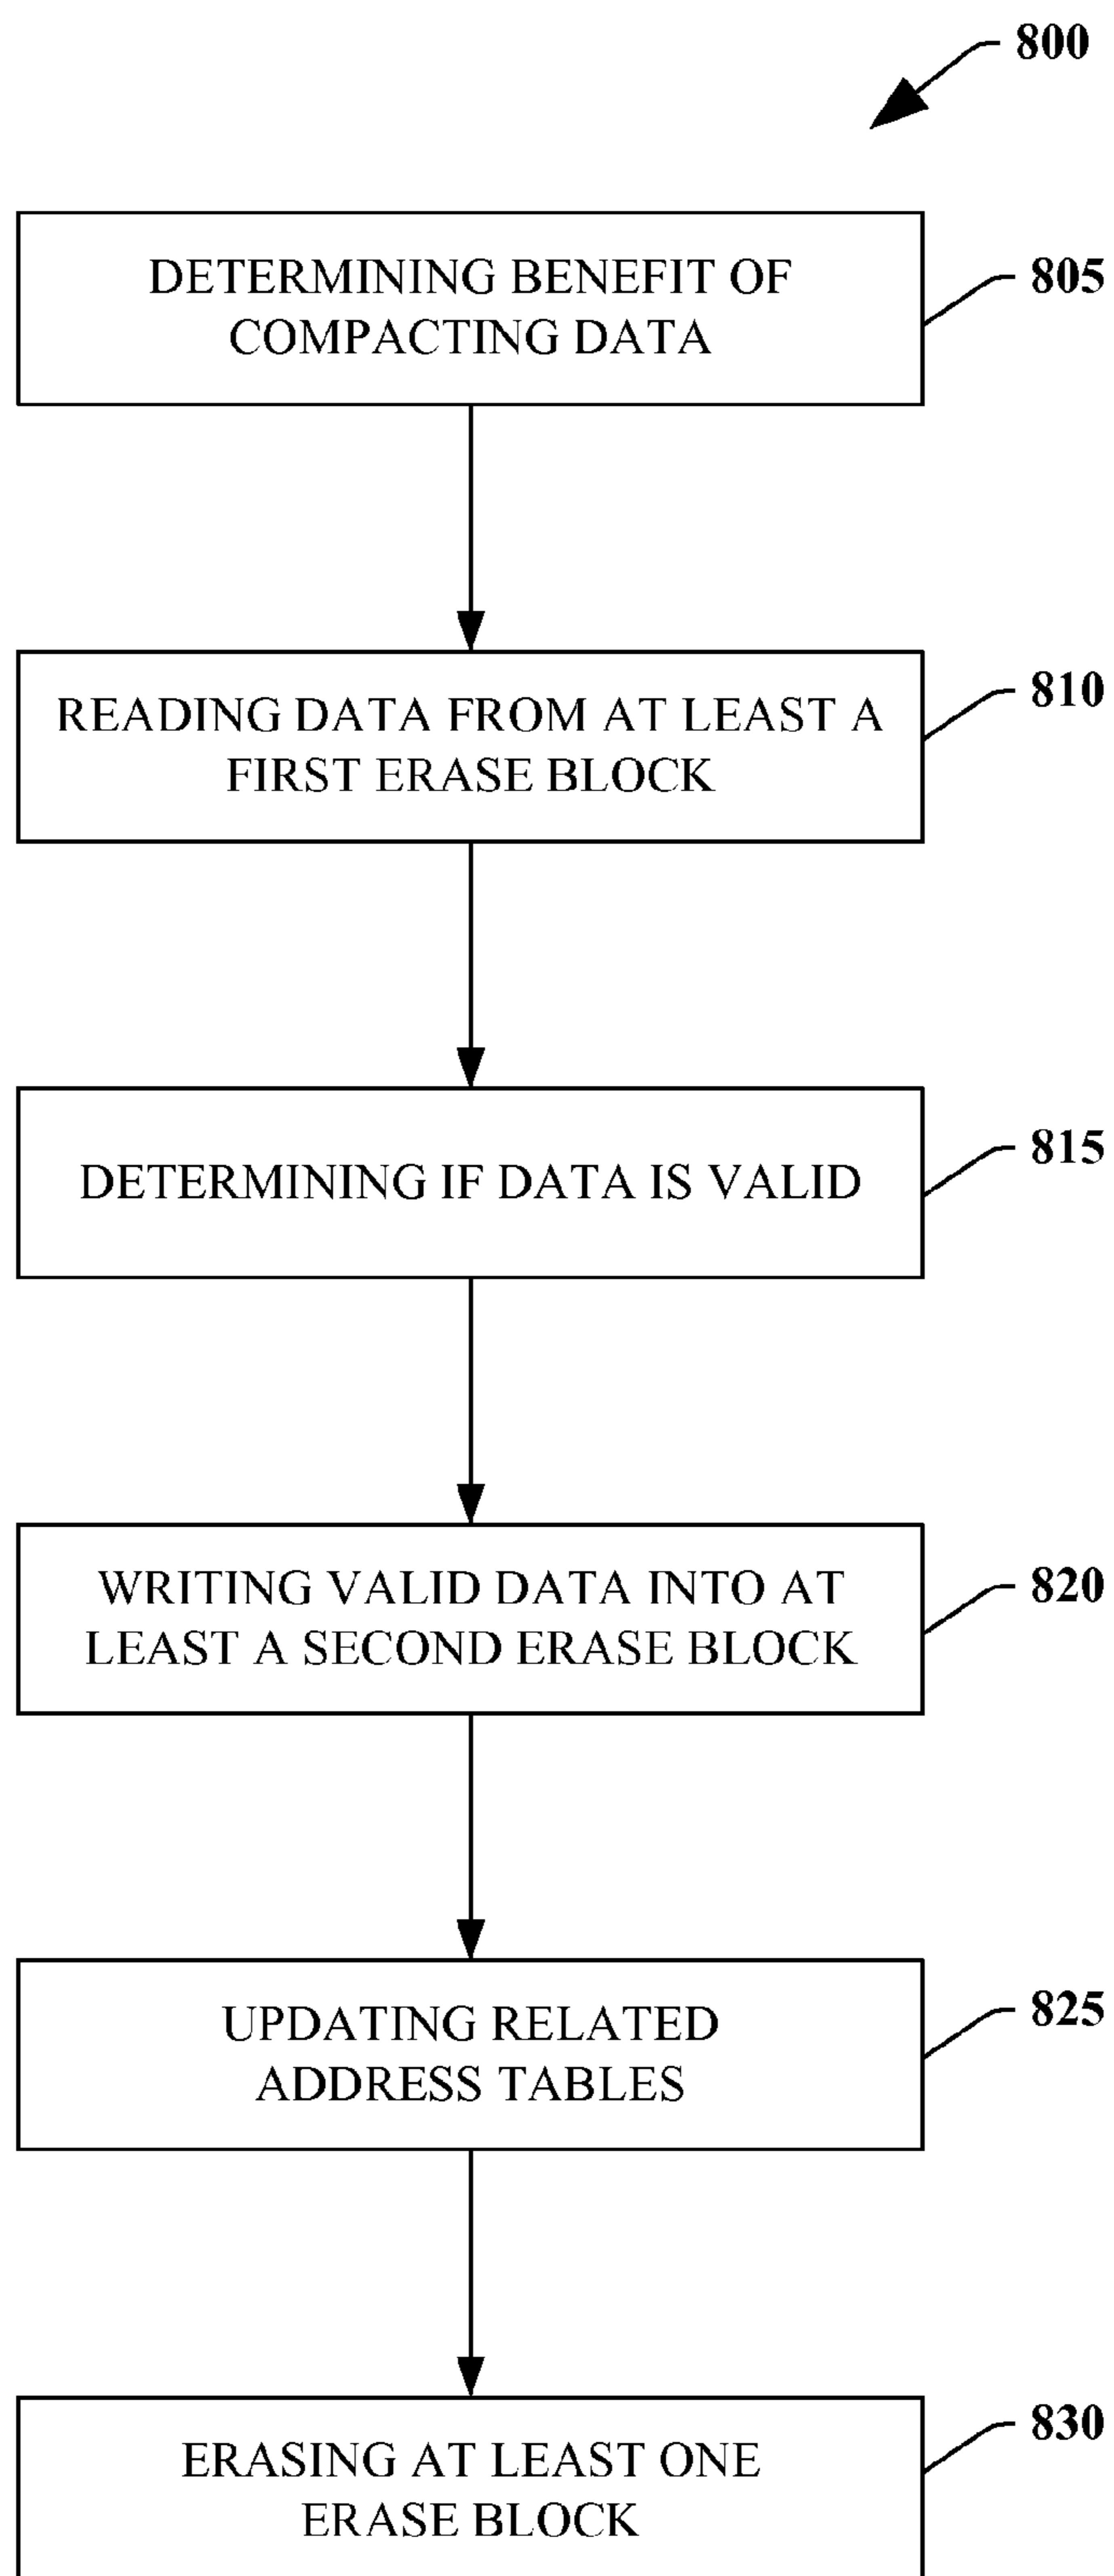 800
DETERMINING BENEFIT OF
COMPACTING DATA
805
READING DATA FROM AT LEAST A
FIRST ERASE BLOCK
810
DETERMINING IF DATA IS VALID
815
WRITING VALID DATA INTO AT
LEAST A SECOND ERASE BLOCK
820
UPDATING RELATED
ADDRESS TABLES
825
ERASING AT LEAST ONE
ERASE BLOCK
830